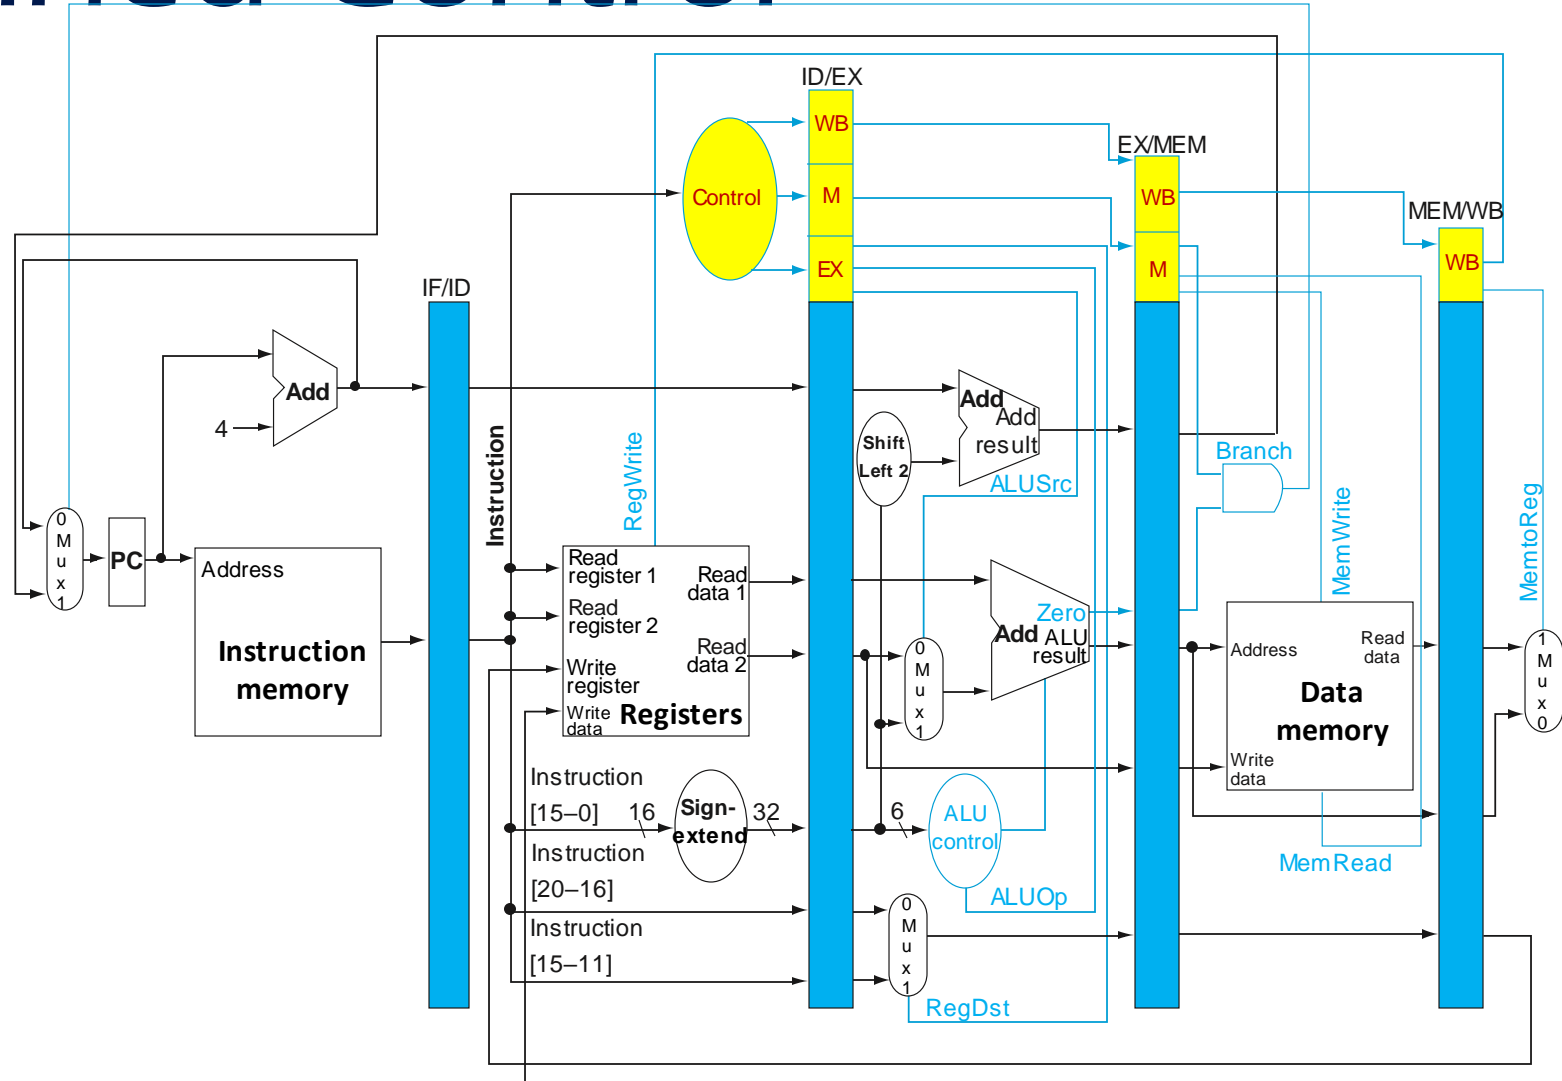 ID/EX
WB
EX/MEM
Control
M
WB
MEM/WB
EX
M
WB
IF/ID
Add
4
Instruction
RegWrite
Shift
Left 2
Add
Add
result
ALUSrc
Branch
MemWrite
MemtoReg
0
M
u
x
1
PC
Address
Instruction
memory
Read
register 1
Read
data 1
Read
register 2
Read
data 2
Write
register
Write
data
Registers
0
M
u
x
1
Zero
Add
ALU
result
Address
Read
data
Data
memory
Write
data
1
M
u
x
0
Instruction
[15–0]
16
Sign-
extend
32
6
ALU
control
MemRead
Instruction
[20–16]
ALUOp
Instruction
[15–11]
0
M
u
x
1
RegDst